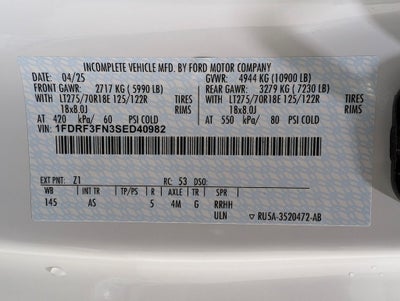 INCOMPLETE VEHICLE MFD. BY FORD MOTOR COMPANY
DATE: 04/25 GVWR: 4944 KG (10900 LB)
FRONT GAWR: 2717 KG (5990 LB) REAR GAWR: 3279 KG (7230 LB)
WITH LT275/70R18E 125/122R TIRES WITH LT275/70R18E 125/122R TIRES
18x8.0J RIMS 18x8.0J RIMS
AT 420 kPa/ 60 PSI COLD AT 550 kPa/ 80 PSI COLD
VIN: 1FDRF3FN3SED40982
EXT PNT: Z1 RC: 53 DSO:
WB INT TR TP/PS R AXLE TR SPR
145 AS 5 4M G RRHH
ULN RU5A-3520472-AB